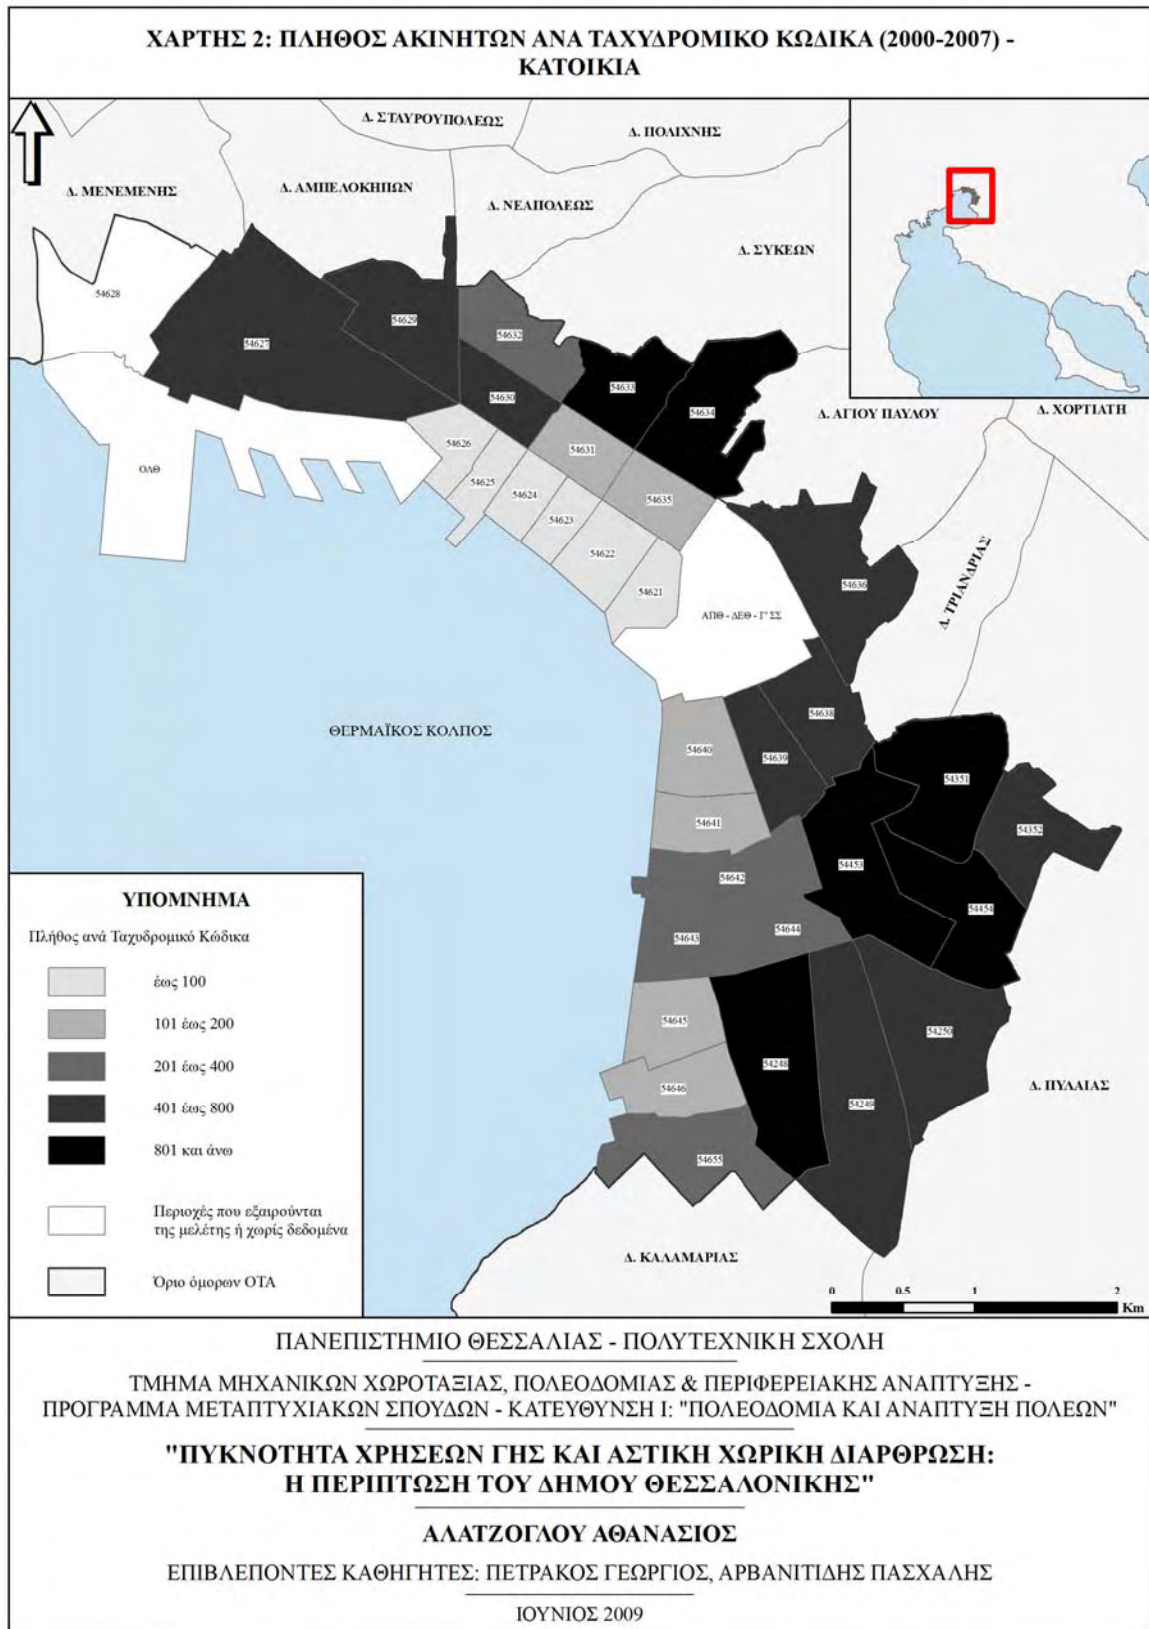 ΧΑΡΤΗΣ 2: ΠΛΗΘΟΣ ΑΚΙΝΗΤΩΝ ΑΝΑ ΤΑΧΥΔΡΟΜΙΚΟ ΚΩΔΙΚΑ (2000-2007) -
ΚΑΤΟΙΚΙΑ
Δ. ΣΤΑΥΡΟΥΠΟΛΕΩΣ
Δ. ΠΟΛΙΧΝΗΣ
Δ. ΜΕΝΕΜΕΝΗΣ
Δ. ΑΜΠΕΛΟΚΗΠΩΝ
Δ. ΝΕΑΠΟΛΕΩΣ
Δ. ΣΥΚΕΩΝ
54628
54629
54632
54627
54633
54630
54634
Δ. ΑΓΙΟΥ ΠΑΥΛΟΥ
Δ. ΧΟΡΤΙΑΤΗ
54626
54631
ΟΛΘ
54625
54624
54635
54623
54622
54636
54621
Δ. ΤΡΙΑΝΔΡΙΑΣ
ΑΠΘ - ΔΕΘ - Γ' ΣΣ
54638
ΘΕΡΜΑΪΚΟΣ ΚΟΛΠΟΣ
54640
54639
54351
54641
54352
54453
54642
54454
54644
54643
54645
54250
54248
54646
54249
Δ. ΠΥΛΑΙΑΣ
54655
Δ. ΚΑΛΑΜΑΡΙΑΣ
ΥΠΟΜΝΗΜΑ
Πλήθος ανά Ταχυδρομικό Κώδικα
έως 100
101 έως 200
201 έως 400
401 έως 800
801 και άνω
Περιοχές που εξαιρούνται
της μελέτης ή χωρίς δεδομένα
Όριο όμορων ΟΤΑ
0 0.5 1 2
Km
ΠΑΝΕΠΙΣΤΗΜΙΟ ΘΕΣΣΑΛΙΑΣ - ΠΟΛΥΤΕΧΝΙΚΗ ΣΧΟΛΗ
ΤΜΗΜΑ ΜΗΧΑΝΙΚΩΝ ΧΩΡΟΤΑΞΙΑΣ, ΠΟΛΕΟΔΟΜΙΑΣ & ΠΕΡΙΦΕΡΕΙΑΚΗΣ ΑΝΑΠΤΥΞΗΣ -
ΠΡΟΓΡΑΜΜΑ ΜΕΤΑΠΤΥΧΙΑΚΩΝ ΣΠΟΥΔΩΝ - ΚΑΤΕΥΘΥΝΣΗ Ι: "ΠΟΛΕΟΔΟΜΙΑ ΚΑΙ ΑΝΑΠΤΥΞΗ ΠΟΛΕΩΝ"
"ΠΥΚΝΟΤΗΤΑ ΧΡΗΣΕΩΝ ΓΗΣ ΚΑΙ ΑΣΤΙΚΗ ΧΩΡΙΚΗ ΔΙΑΡΘΡΩΣΗ:
Η ΠΕΡΙΠΤΩΣΗ ΤΟΥ ΔΗΜΟΥ ΘΕΣΣΑΛΟΝΙΚΗΣ"
ΑΛΑΤΖΟΓΛΟΥ ΑΘΑΝΑΣΙΟΣ
ΕΠΙΒΛΕΠΟΝΤΕΣ ΚΑΘΗΓΗΤΕΣ: ΠΕΤΡΑΚΟΣ ΓΕΩΡΓΙΟΣ, ΑΡΒΑΝΙΤΙΔΗΣ ΠΑΣΧΑΛΗΣ
ΙΟΥΝΙΟΣ 2009